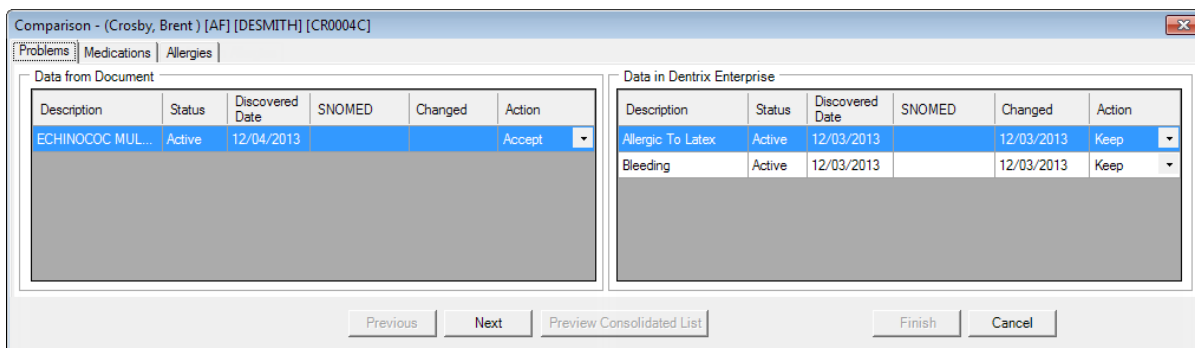 Comparison - (Crosby, Brent ) [AF] [DESMITH] [CR0004C]
Problems Medications Allergies
Data from Document
Description Status Discovered Date SNOMED Changed Action
ECHINOCOC MUL... Active 12/04/2013 Accept
Data in Dentrix Enterprise
Description Status Discovered Date SNOMED Changed Action
Allergic To Latex Active 12/03/2013 12/03/2013 Keep
Bleeding Active 12/03/2013 12/03/2013 Keep
Previous Next Preview Consolidated List Finish Cancel